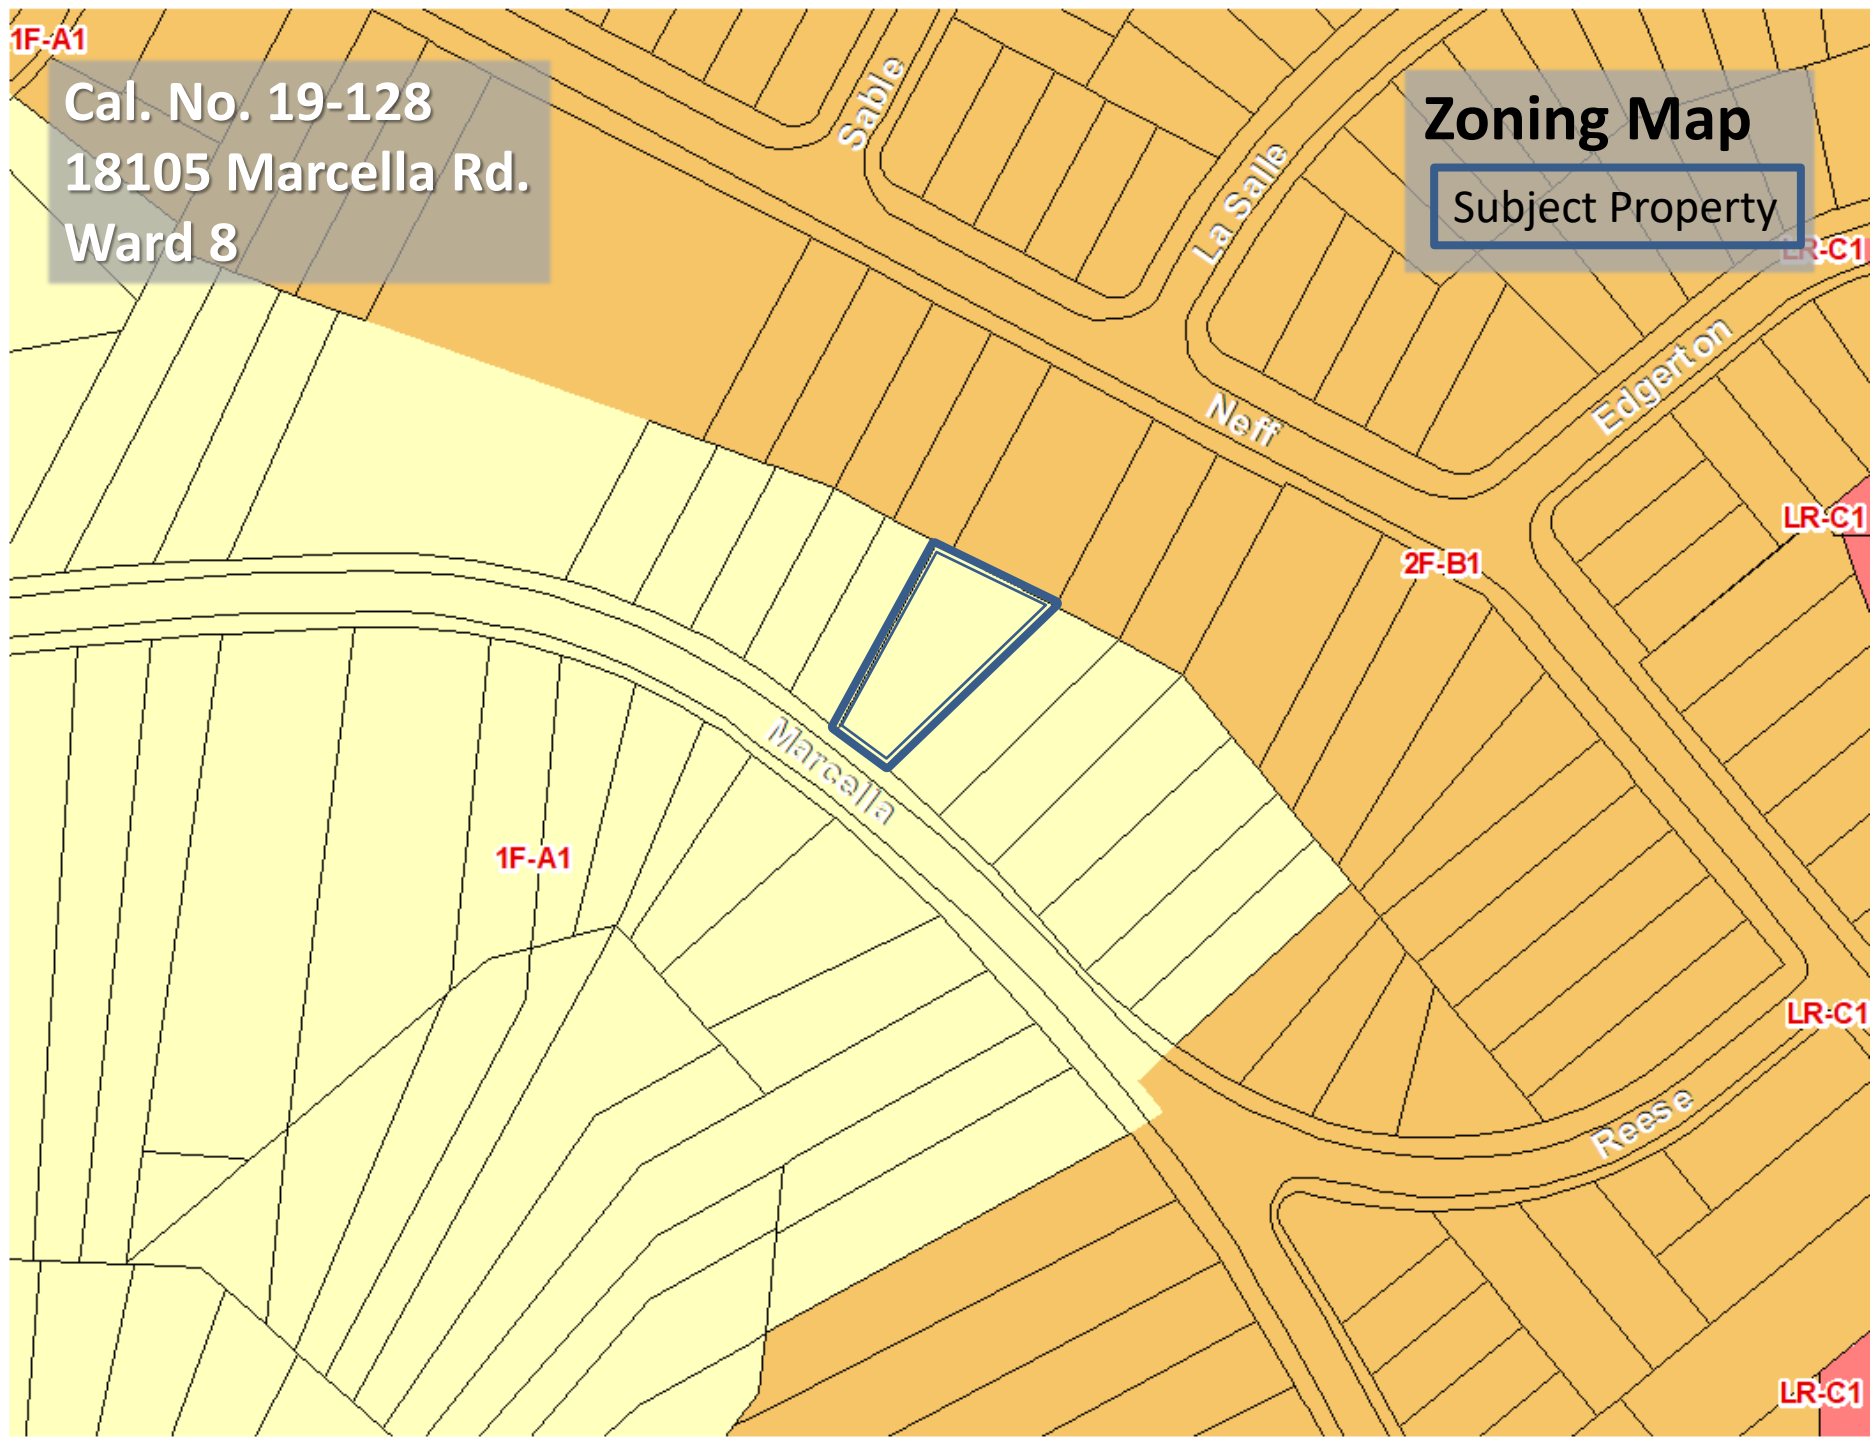 1F-A1
Cal. No. 19-128
18105 Marcella Rd.
Ward 8
Zoning Map
Subject Property
Sable
La Salle
LR-C1
Edgerton
Neff
LR-C1
2F-B1
Marcella
1F-A1
LR-C1
Reese
LR-C1